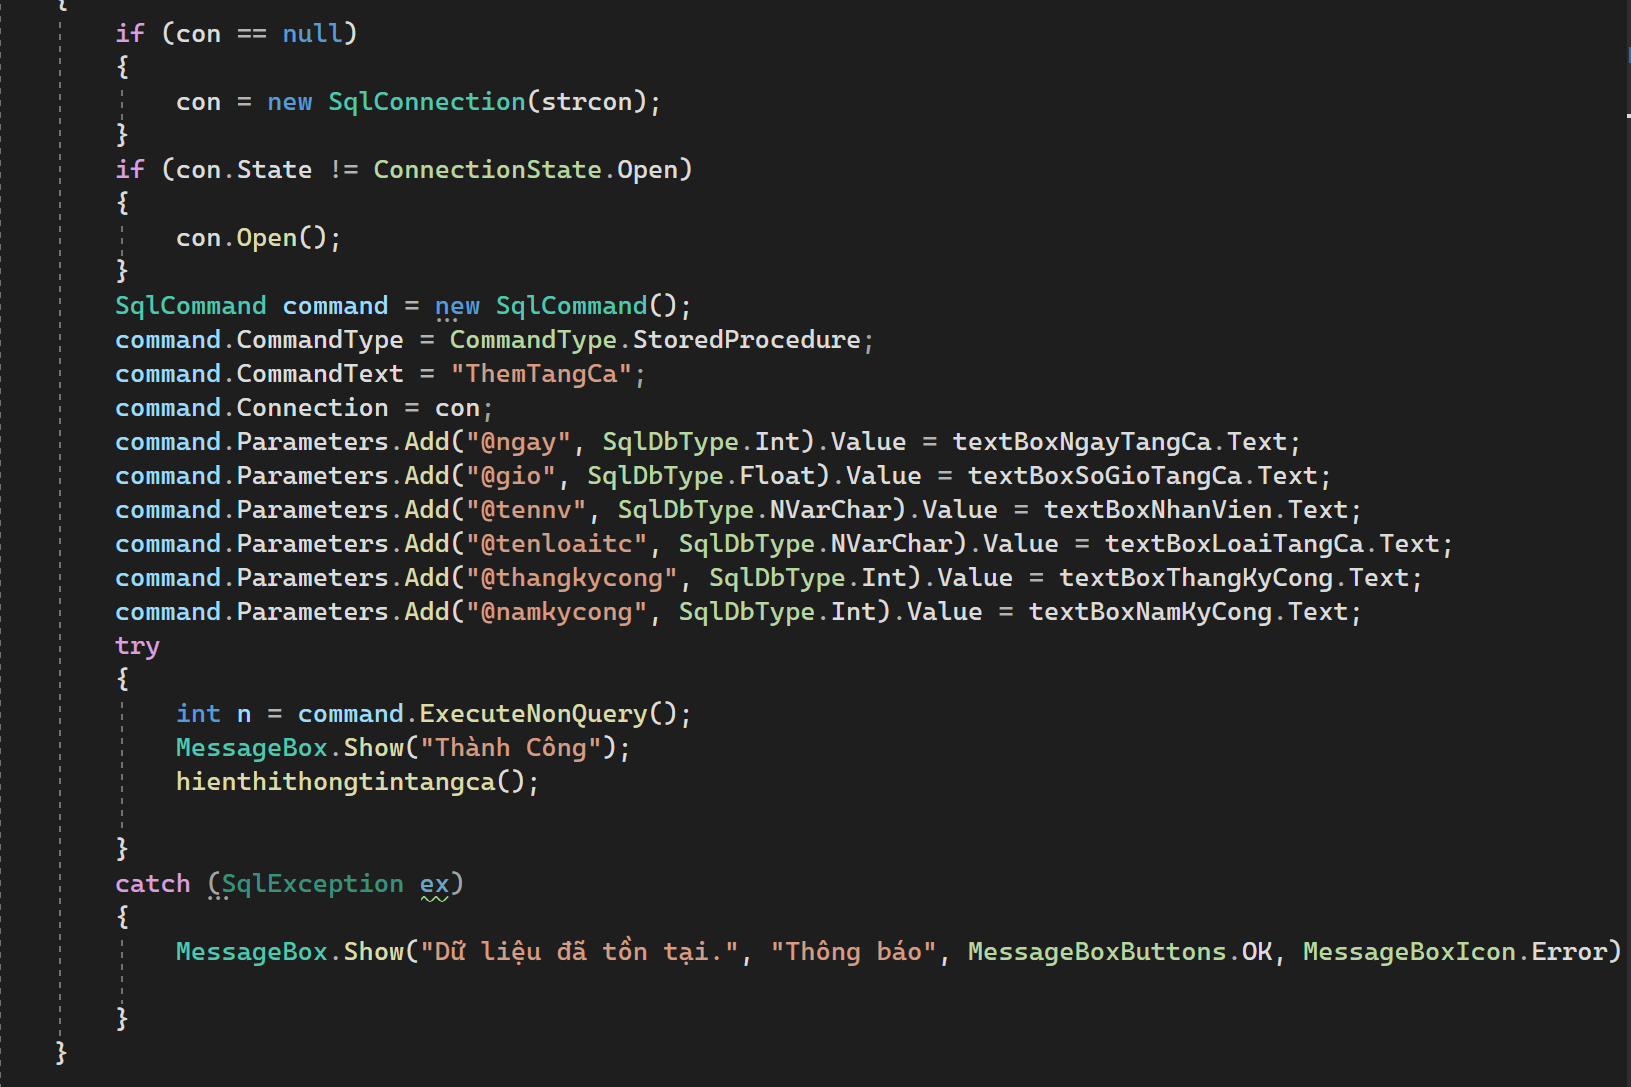 {
if (con == null)
{
con = new SqlConnection(strcon);
}
if (con.State != ConnectionState.Open)
{
con.Open();
}
SqlCommand command = new SqlCommand();
command.CommandType = CommandType.StoredProcedure;
command.CommandText = "ThemTangCa";
command.Connection = con;
command.Parameters.Add("@ngay", SqlDbType.Int).Value = textBoxNgayTangCa.Text;
command.Parameters.Add("@gio", SqlDbType.Float).Value = textBoxSoGioTangCa.Text;
command.Parameters.Add("@tennv", SqlDbType.NVarChar).Value = textBoxNhanVien.Text;
command.Parameters.Add("@tenloaitc", SqlDbType.NVarChar).Value = textBoxLoaiTangCa.Text;
command.Parameters.Add("@thangkycong", SqlDbType.Int).Value = textBoxThangKyCong.Text;
command.Parameters.Add("@namkycong", SqlDbType.Int).Value = textBoxNamKyCong.Text;
try
{
int n = command.ExecuteNonQuery();
MessageBox.Show("Thành Công");
hienthithongtintangca();
}
catch (SqlException ex)
{
MessageBox.Show("Dữ liệu đã tồn tại.", "Thông báo", MessageBoxButtons.OK, MessageBoxIcon.Error)
}
}